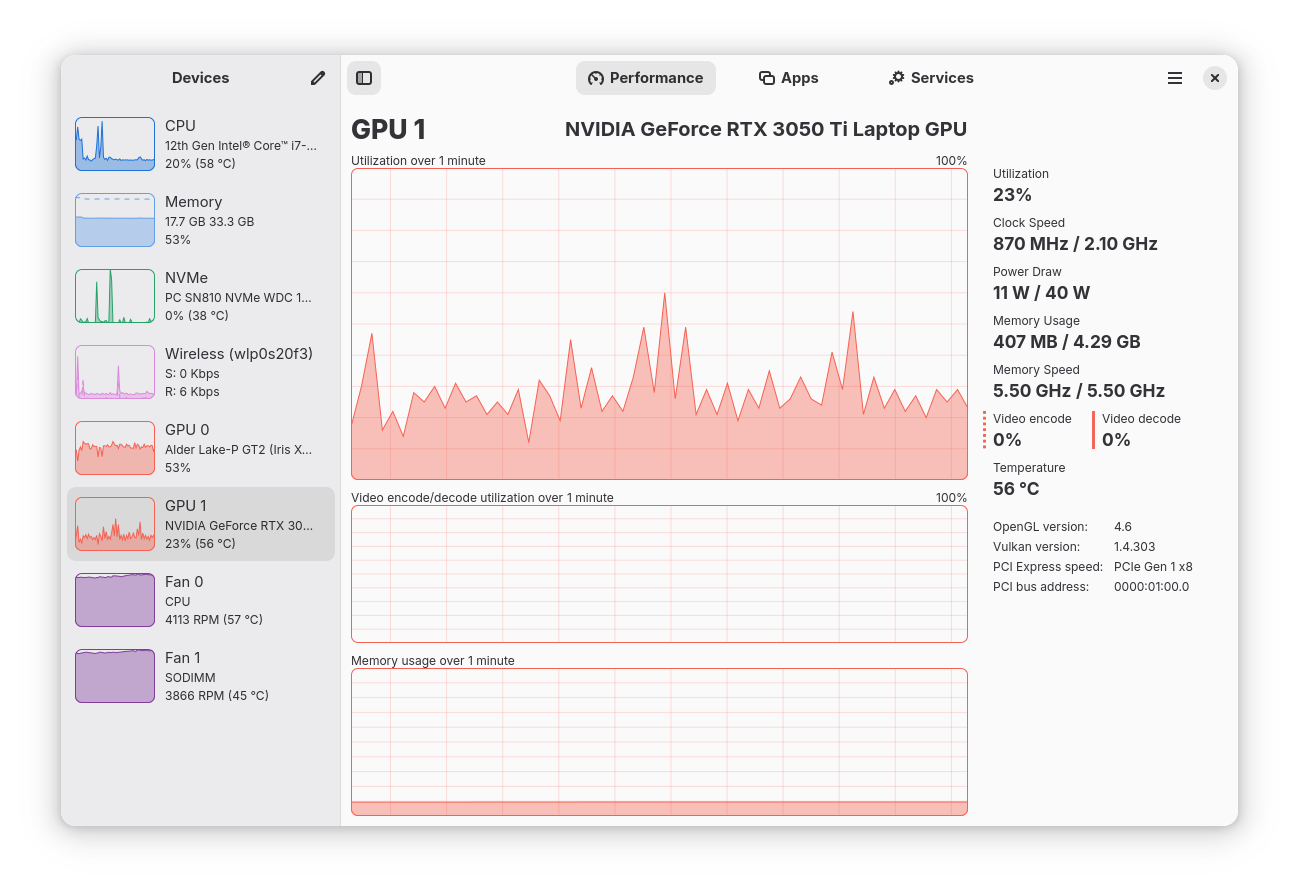 Devices
Performance
Apps
Services
CPU
12th Gen Intel® Core™ i7-...
20% (58 °C)
Memory
17.7 GB 33.3 GB
53%
NVMe
PC SN810 NVMe WDC 1...
0% (38 °C)
Wireless (wlp0s20f3)
S: 0 Kbps
R: 6 Kbps
GPU 0
Alder Lake-P GT2 (Iris X...
53%
GPU 1
NVIDIA GeForce RTX 30...
23% (56 °C)
Fan 0
CPU
4113 RPM (57 °C)
Fan 1
SODIMM
3866 RPM (45 °C)
GPU 1 NVIDIA GeForce RTX 3050 Ti Laptop GPU
Utilization over 1 minute 100%
Video encode/decode utilization over 1 minute 100%
Memory usage over 1 minute
Utilization
23%
Clock Speed
870 MHz / 2.10 GHz
Power Draw
11 W / 40 W
Memory Usage
407 MB / 4.29 GB
Memory Speed
5.50 GHz / 5.50 GHz
Video encode Video decode
0% 0%
Temperature
56 °C
OpenGL version: 4.6
Vulkan version: 1.4.303
PCI Express speed: PCIe Gen 1 x8
PCI bus address: 0000:01:00.0